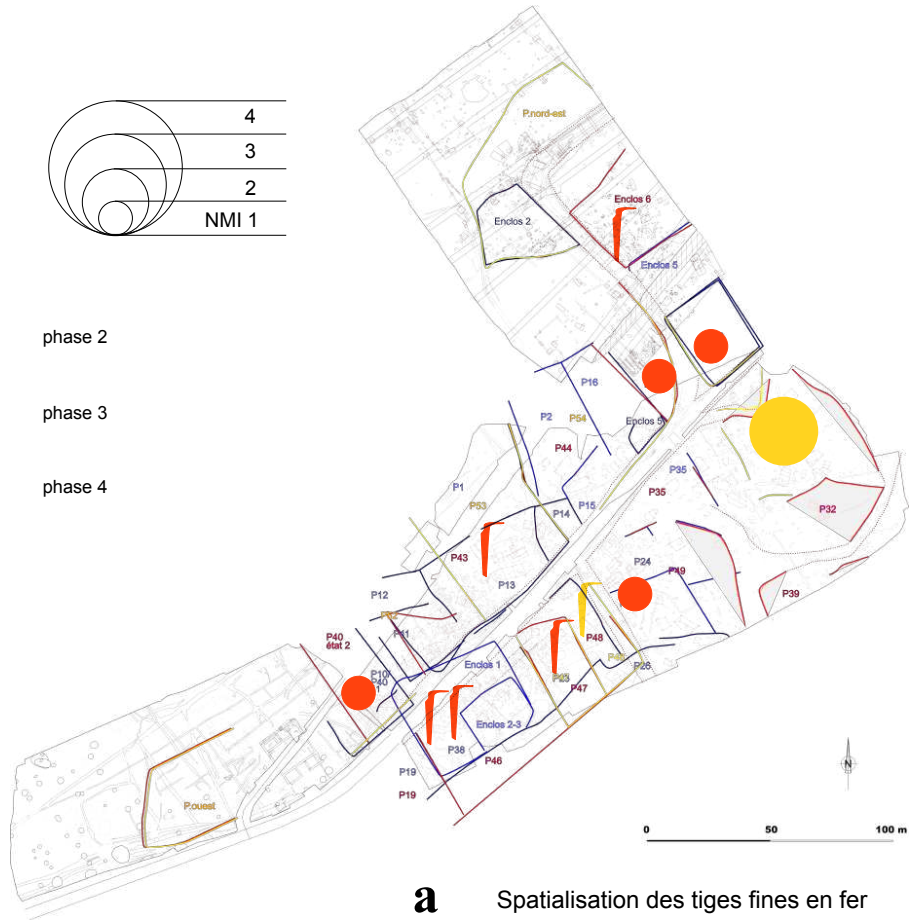 4
3
2
NMI 1
phase 2
phase 3
phase 4
P.nord-est
Enclos 6
Enclos 2
Enclos 5
P16
P2
P54
Enclos 5
P44
P35
P1
P35
P15
P53
P14
P32
P43
P24
P49
P13
P12
P39
P11
P48
P40
état 2
P26
Enclos 1
P47
P40
Enclos 2-3
P38
P46
P19
P19
P.ouest
N
0 50 100 m
a Spatialisation des tiges fines en fer